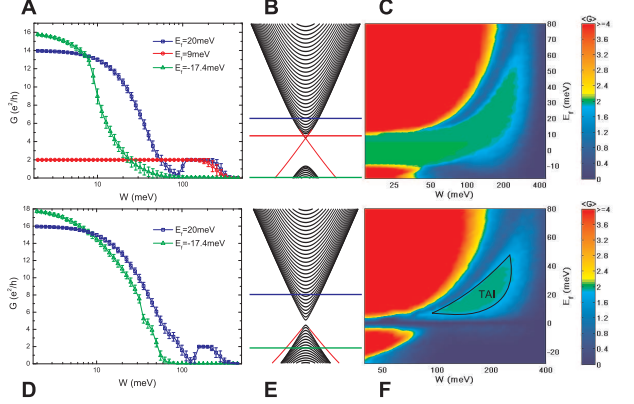 A B C
G (e²/h)
16
14
12
10
8
6
4
2
0
E_f=20meV
E_f=9meV
E_f=-17.4meV
10 100
W (meV)
80
70
60
50
40
30
20
10
0
-10
E_f (meV)
25 50 100 200 400
W (meV)
<G>
>=4
3.6
3.2
2.8
2.4
2
1.6
1.2
0.8
0.4
0
G (e²/h)
18
16
14
12
10
8
6
4
2
0
E_f=20meV
E_f=-17.4meV
10 100
W (meV)
TAI
80
60
40
20
0
-20
E_f (meV)
50 100 200 400
W (meV)
<G>
>=4
3.6
3.2
2.8
2.4
2
1.6
1.2
0.8
0.4
0
D E F